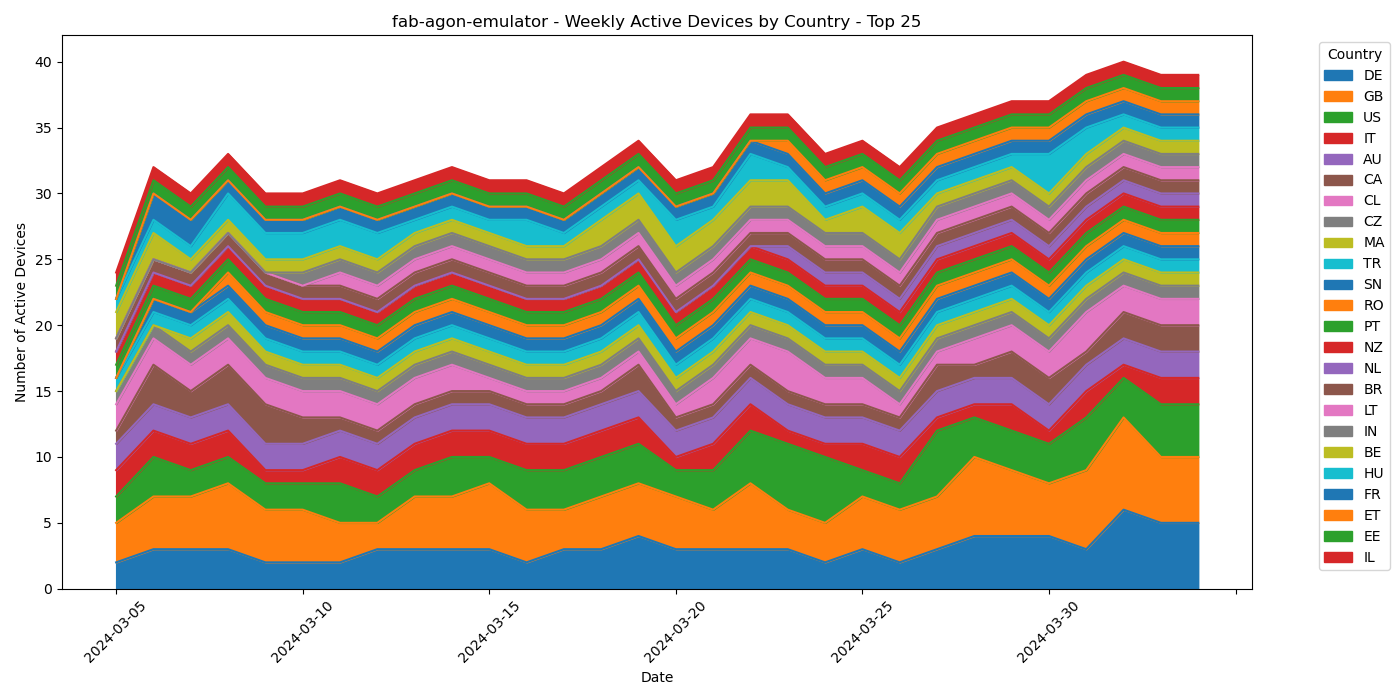 fab-agon-emulator - Weekly Active Devices by Country - Top 25
Number of Active Devices
40
35
30
25
20
15
10
5
0
2024-03-05
2024-03-10
2024-03-15
2024-03-20
2024-03-25
2024-03-30
Date
Country
DE
GB
US
IT
AU
CA
CL
CZ
MA
TR
SN
RO
PT
NZ
NL
BR
LT
IN
BE
HU
FR
ET
EE
IL